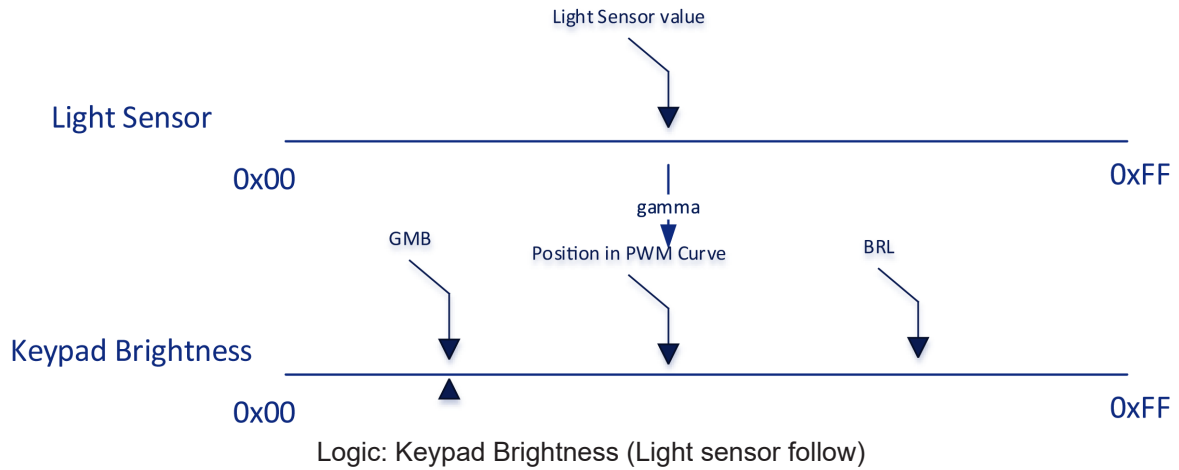 Light Sensor value
Light Sensor
0x00
0xFF
gamma
GMB
Position in PWM Curve
BRL
Keypad Brightness
0x00
0xFF
Logic: Keypad Brightness (Light sensor follow)